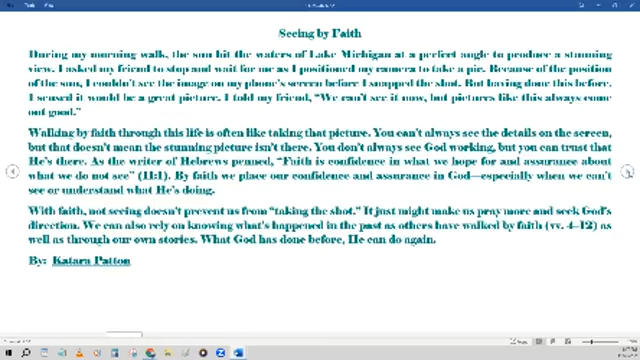 Seeing by Faith
During my morning walk, the sun hit the waters of Lake Michigan at a perfect angle to produce a stunning
view. I asked my friend to stop and wait for me as I positioned my camera to take a pic. Because of the position
of the sun, I couldn't see the image on my phone's screen before I snapped the shot. But having done this before,
I sensed it would be a great picture. I told my friend, "We can't see it now, but pictures like this always come
out good."
Walking by faith through this life is often like taking that picture. You can't always see the details on the screen,
but that doesn't mean the stunning picture isn't there. You don't always see God working, but you can trust that
He's there. As the writer of Hebrews penned, "Faith is confidence in what we hope for and assurance about
what we do not see" (11:1). By faith we place our confidence and assurance in God—especially when we can't
see or understand what He's doing.
With faith, not seeing doesn't prevent us from "taking the shot." It just might make us pray more and seek God's
direction. We can also rely on knowing what's happened in the past as others have walked by faith (vv. 4–12) as
well as through our own stories. What God has done before, He can do again.
By: Katara Patton